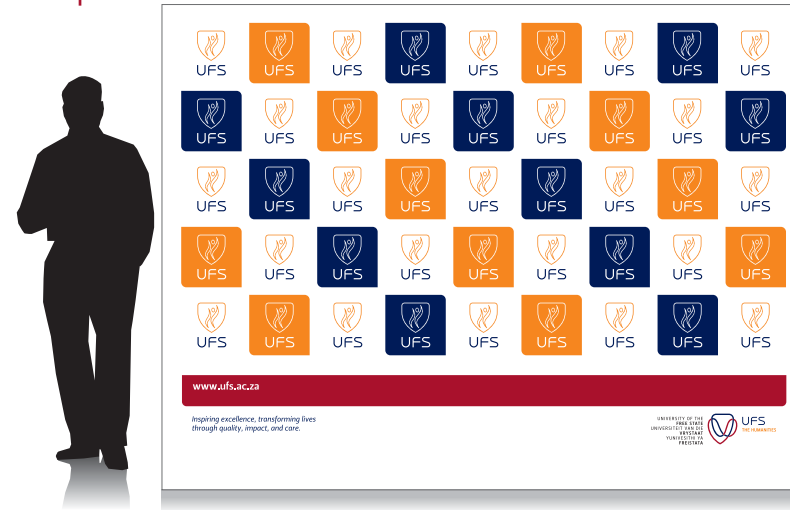 UFS UFS UFS UFS UFS UFS UFS UFS UFS
UFS UFS UFS UFS UFS UFS UFS UFS UFS
UFS UFS UFS UFS UFS UFS UFS UFS UFS
UFS UFS UFS UFS UFS UFS UFS UFS UFS
UFS UFS UFS UFS UFS UFS UFS UFS UFS
www.ufs.ac.za
Inspiring excellence, transforming lives
through quality, impact, and care.
UNIVERSITY OF THE
FREE STATE
UNIVERSITEIT VAN DIE
VRYSTAAT
YUNIVESITHI YA
FREISTATA
UFS
THE HUMANITIES